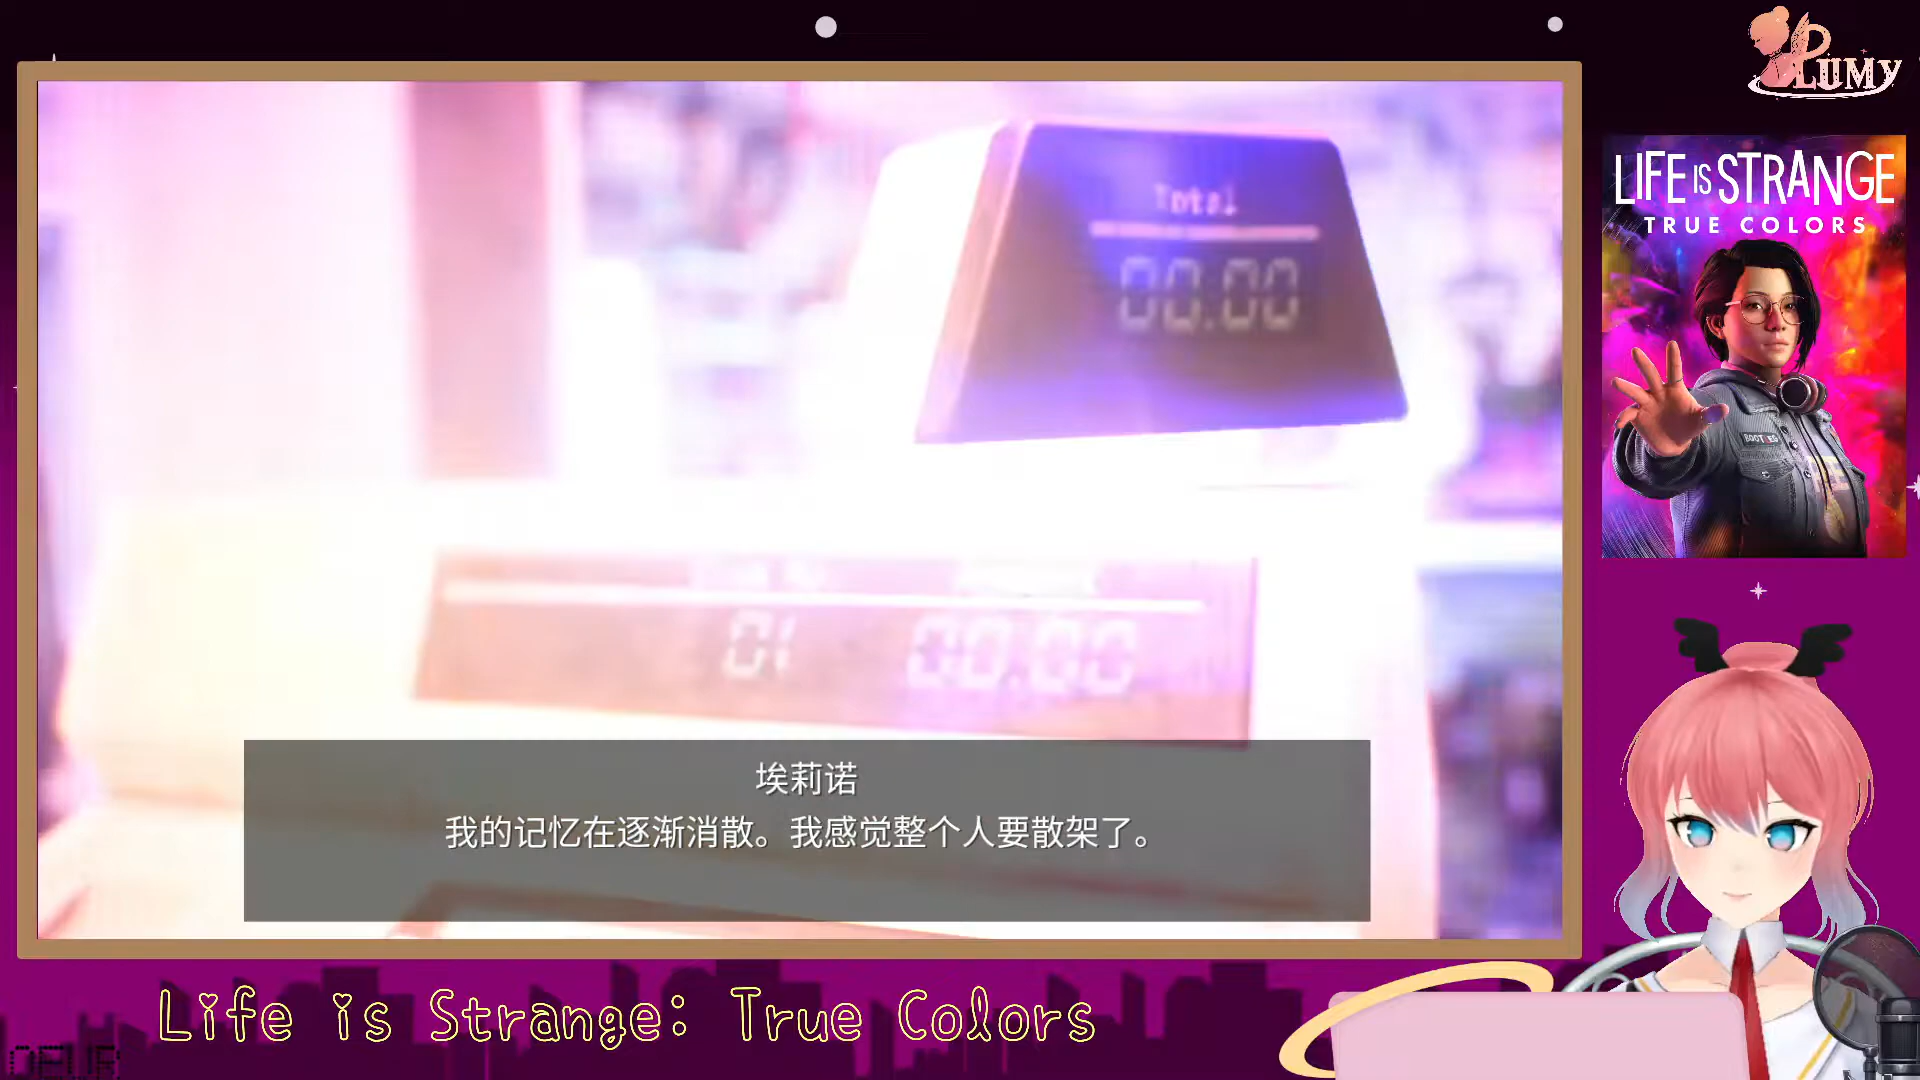 PLUMY
Total
00.00
01 00.00
LIFE IS STRANGE
TRUE COLORS
埃莉诺
我的记忆在逐渐消散。我感觉整个人要散架了。
Life is Strange: True Colors